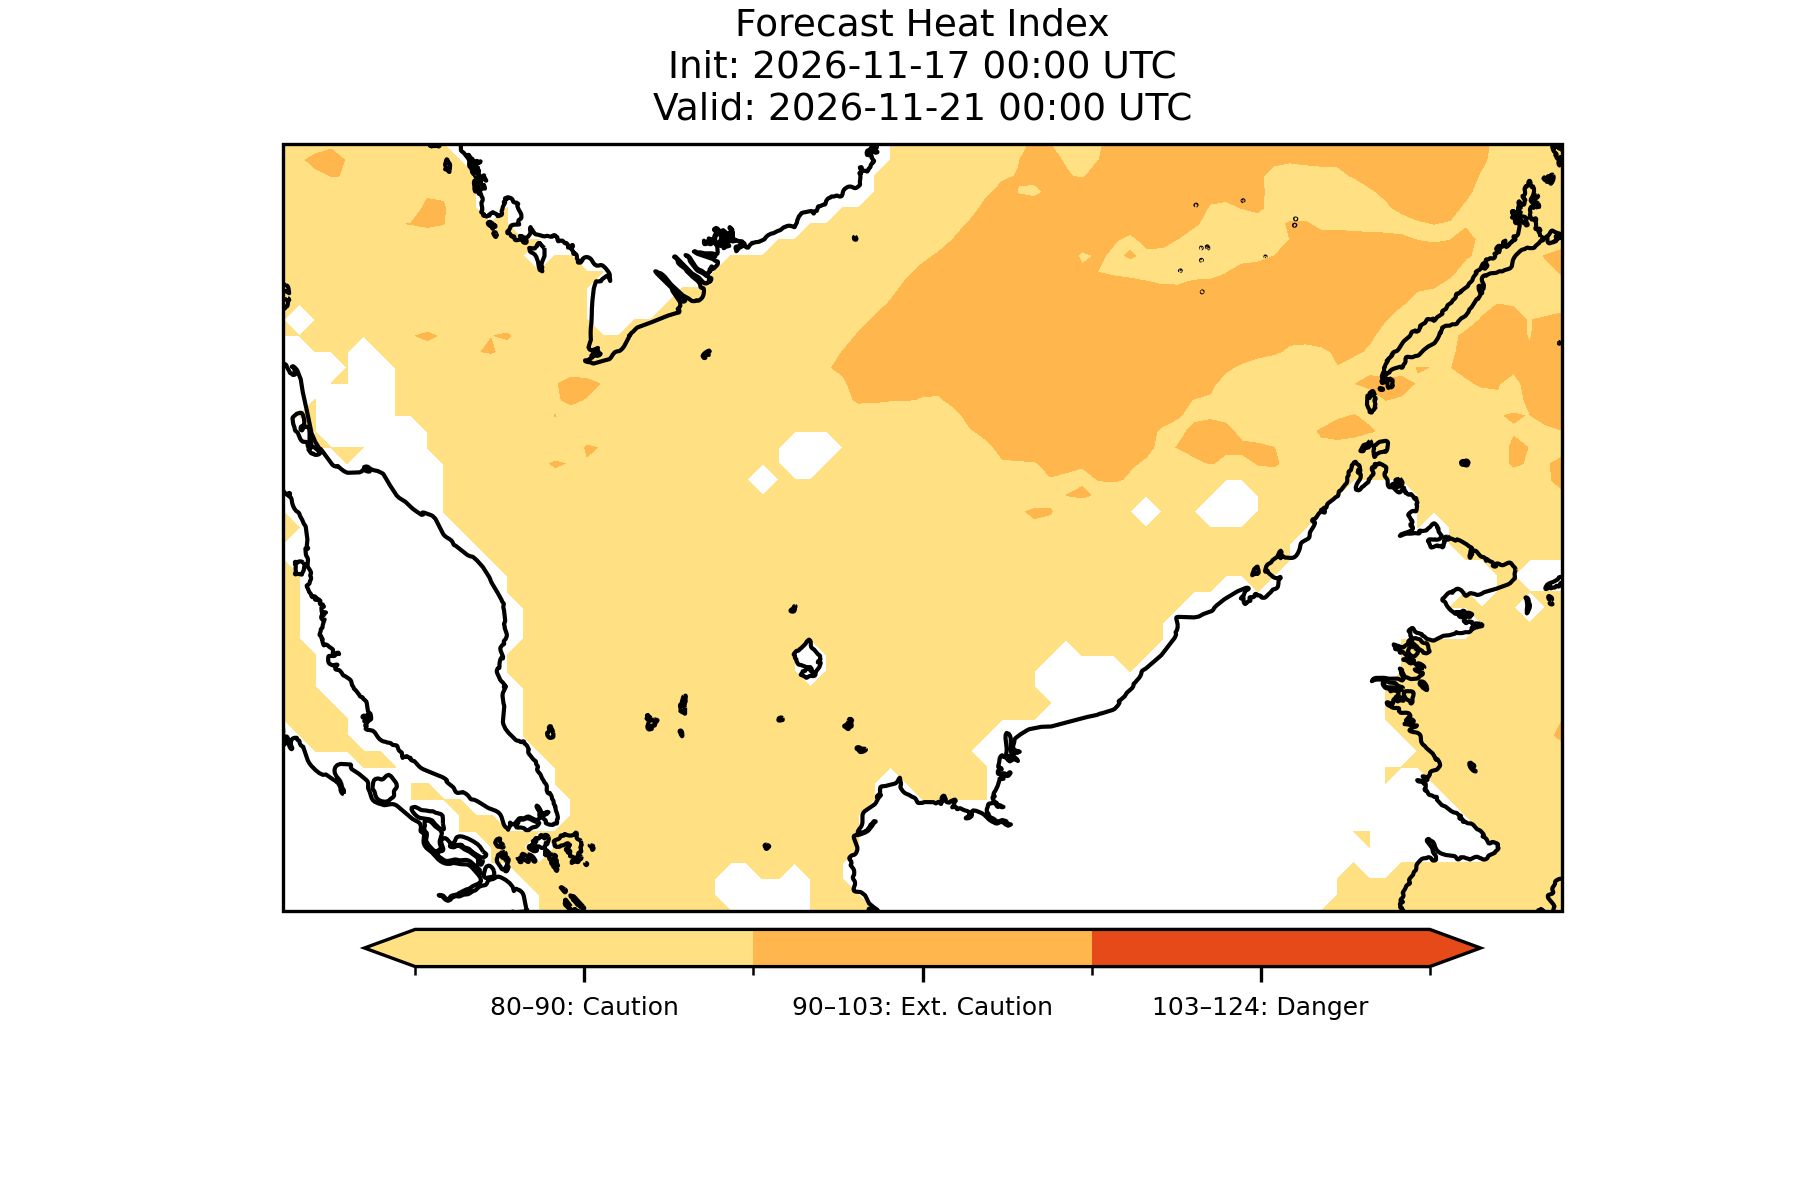 Forecast Heat Index
Init: 2026-11-17 00:00 UTC
Valid: 2026-11-21 00:00 UTC
80–90: Caution
90–103: Ext. Caution
103–124: Danger